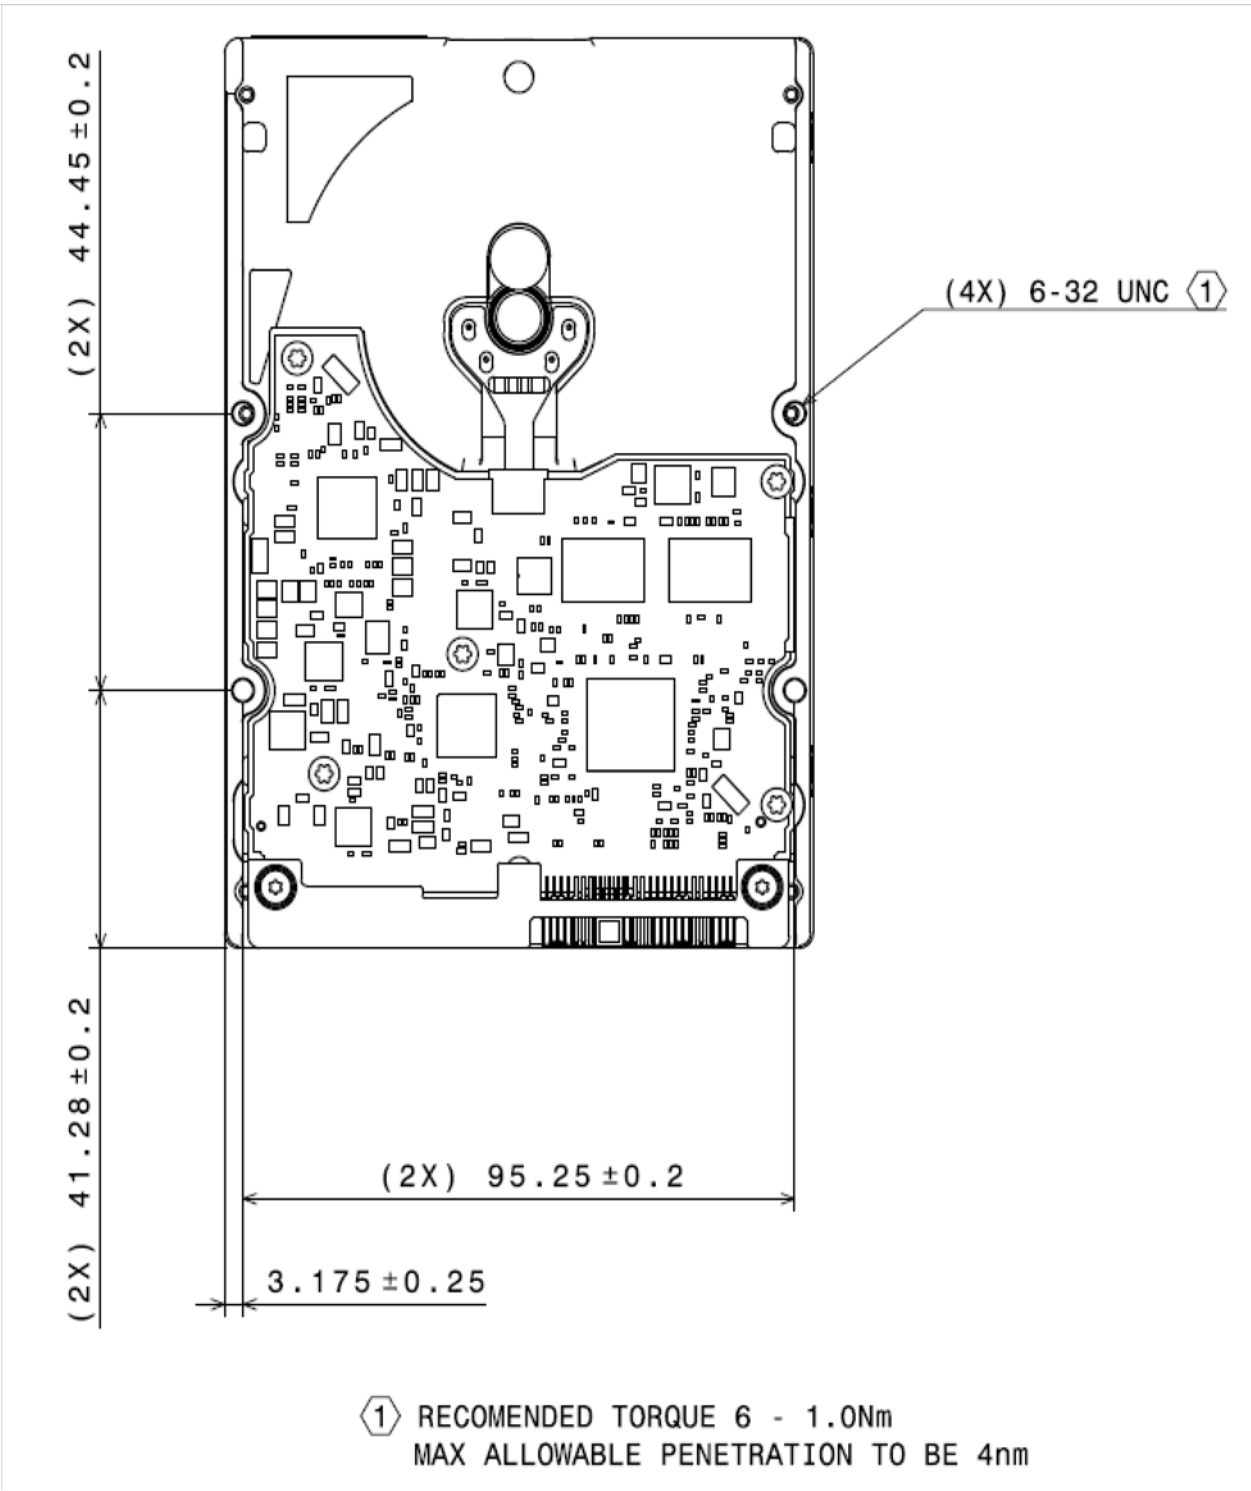 (2X) 44.45±0.2
(4X) 6-32 UNC 1
(2X) 41.28±0.2
(2X) 95.25±0.2
3.175±0.25
1 RECOMENDED TORQUE 6 - 1.0Nm
MAX ALLOWABLE PENETRATION TO BE 4nm